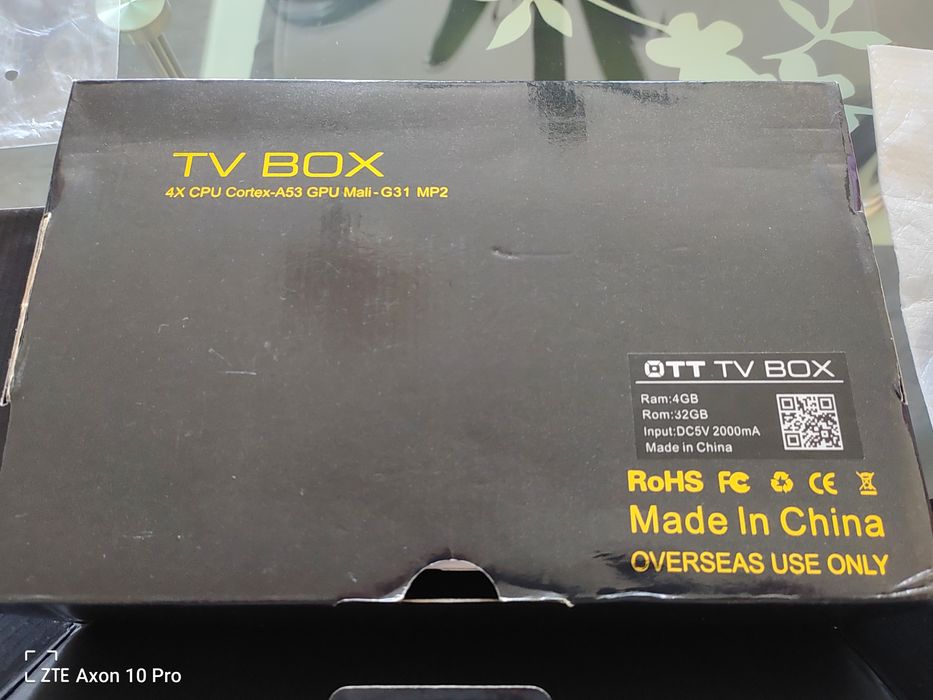 TV BOX
4X CPU Cortex-A53 GPU Mali-G31 MP2
OTT TV BOX
Ram:4GB
Rom:32GB
Input:DC5V 2000mA
Made in China
RoHS FC CE
Made In China
OVERSEAS USE ONLY
ZTE Axon 10 Pro